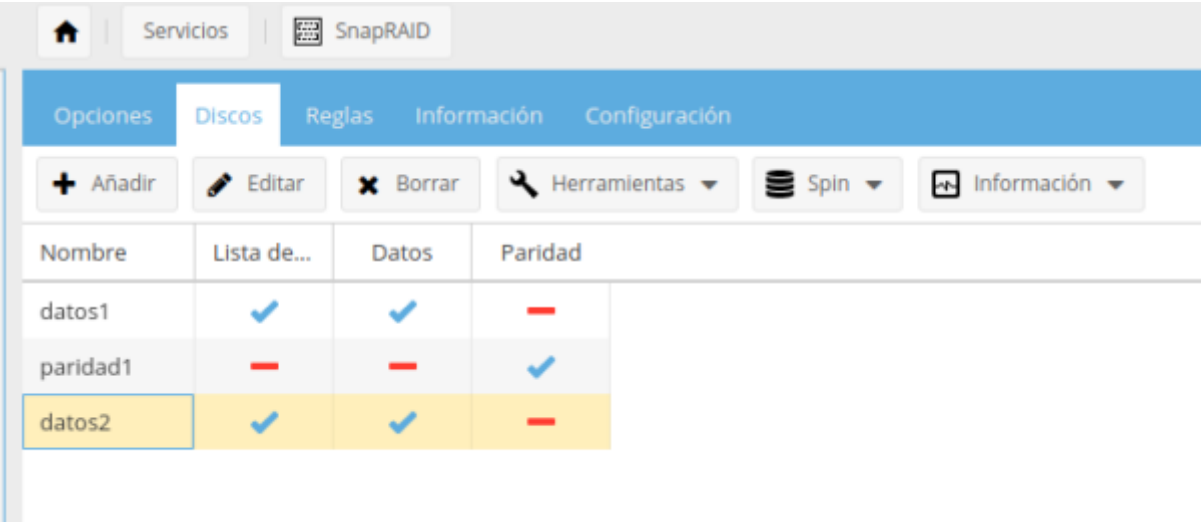 Servicios SnapRAID
Opciones Discos Reglas Información Configuración
Añadir Editar Borrar Herramientas Spin Información
Nombre Lista de... Datos Paridad
datos1
paridad1
datos2